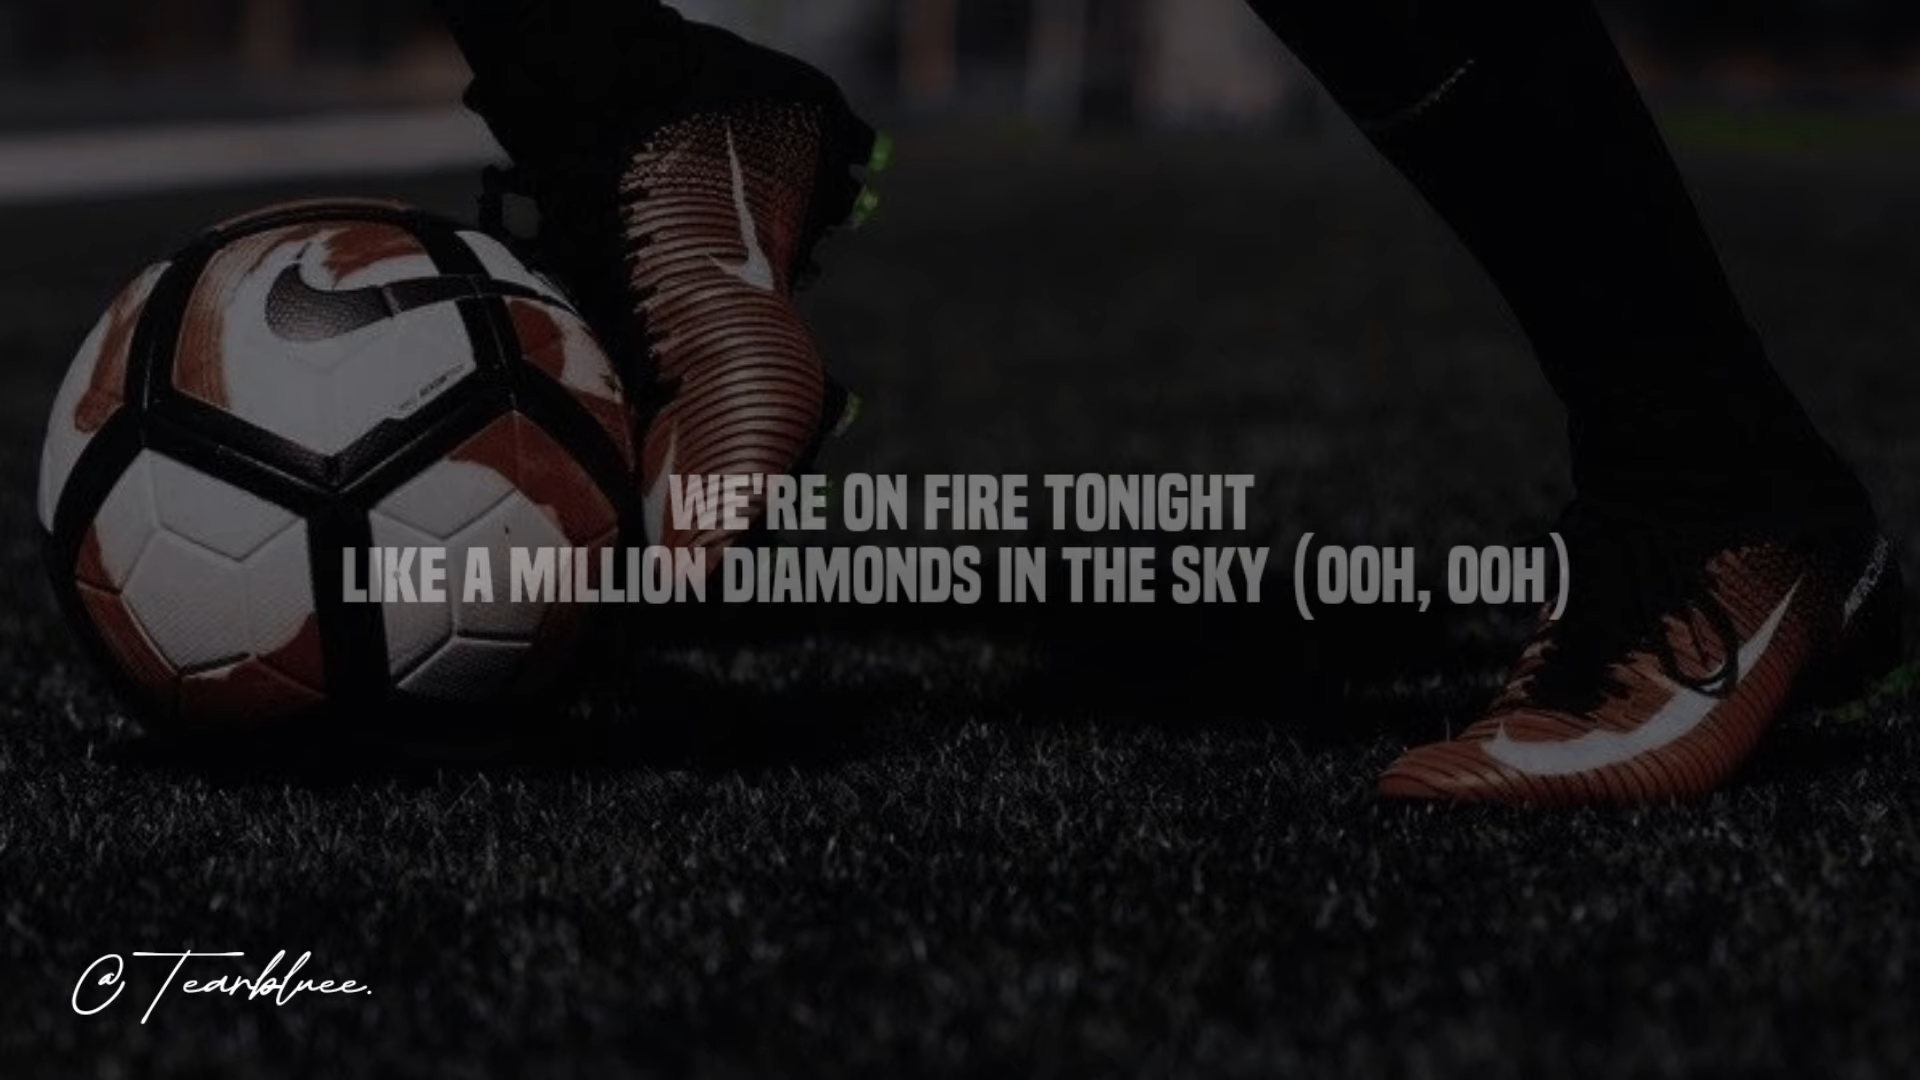 WE'RE ON FIRE TONIGHT
LIKE A MILLION DIAMONDS IN THE SKY (OOH, OOH)
@Tearbluee.